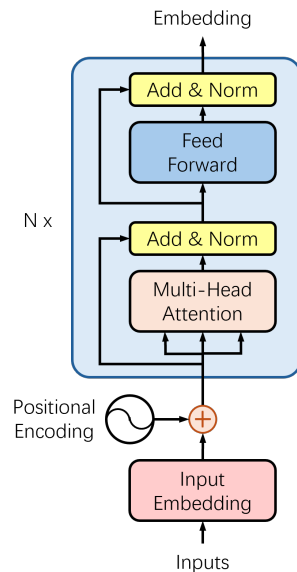 Embedding
Add & Norm
Feed
Forward
N x
Add & Norm
Multi-Head
Attention
Positional
Encoding
Input
Embedding
Inputs